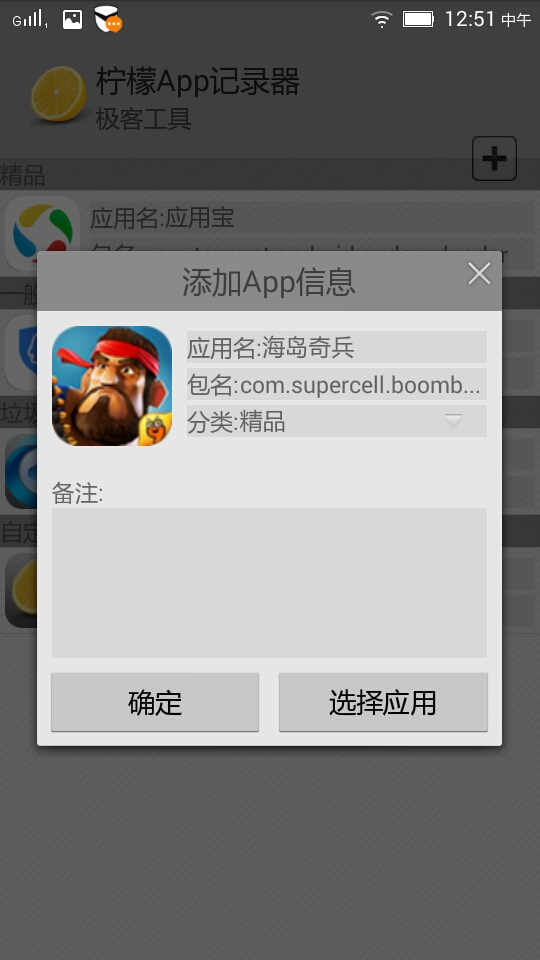 12:51 中午
柠檬App记录器
极客工具
精品
应用名:应用宝
添加App信息
应用名:海岛奇兵
包名:com.supercell.boomb...
分类:精品
备注:
确定
选择应用
一般
垃圾
自定